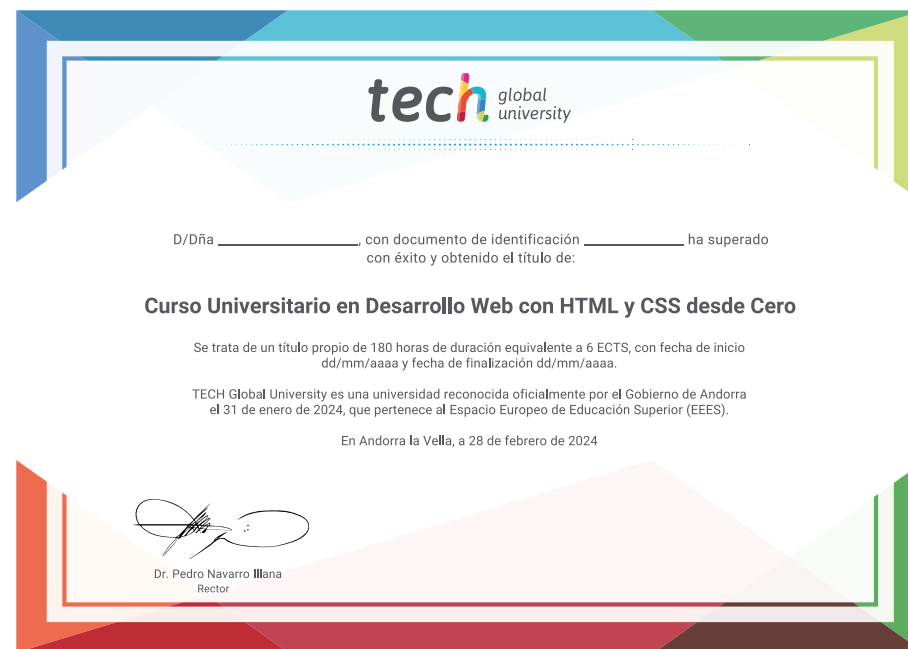 tech global university
D/Dña ____________, con documento de identificación ____________ ha superado
con éxito y obtenido el título de:
Curso Universitario en Desarrollo Web con HTML y CSS desde Cero
Se trata de un título propio de 180 horas de duración equivalente a 6 ECTS, con fecha de inicio
dd/mm/aaaa y fecha de finalización dd/mm/aaaa.
TECH Global University es una universidad reconocida oficialmente por el Gobierno de Andorra
el 31 de enero de 2024, que pertenece al Espacio Europeo de Educación Superior (EEES).
En Andorra la Vella, a 28 de febrero de 2024
Dr. Pedro Navarro Illana
Rector